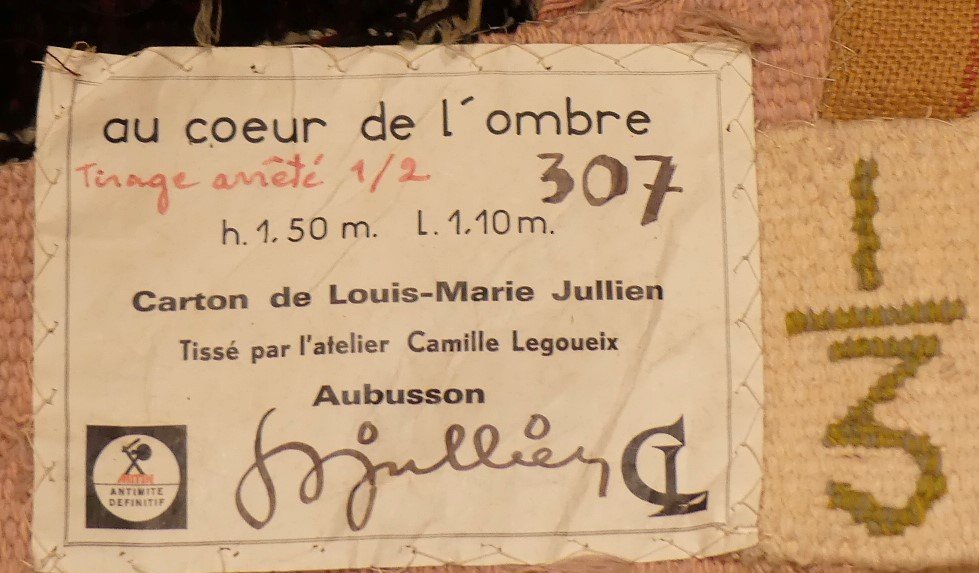 au coeur de l´ombre
Tirage arrêté 1/2
307
h.1.50 m. L.1.10m.
Carton de Louis-Marie Jullien
Tissé par l'atelier Camille Legoueix
Aubusson
ANTIMITE
DEFINITIF
Jullien
CL
1
3